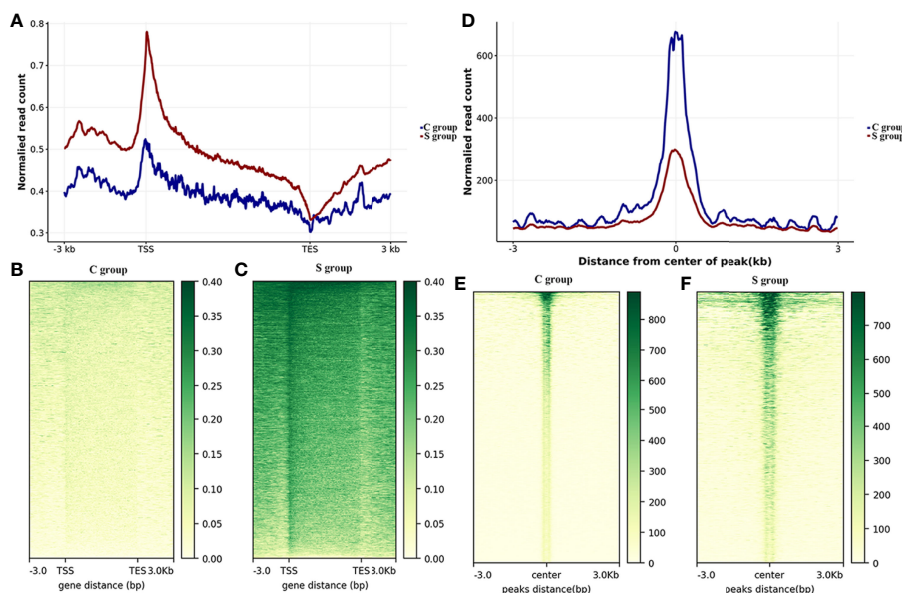 A
Normalied read count
0.8
0.7
0.6
0.5
0.4
0.3
-3 kb
TSS
TES
3 kb
C group
S group
D
Normalied read count
600
400
200
-3
0
3
Distance from center of peak(kb)
C group
S group
B
C group
0.40
0.35
0.30
0.25
0.20
0.15
0.10
0.05
0.00
-3.0
TSS
TES
3.0Kb
gene distance (bp)
C
S group
0.40
0.35
0.30
0.25
0.20
0.15
0.10
0.05
0.00
-3.0
TSS
TES
3.0Kb
gene distance (bp)
E
C group
800
700
600
500
400
300
200
100
0
-3.0
center
3.0Kb
peaks distance(bp)
F
S group
700
600
500
400
300
200
100
0
-3.0
center
3.0Kb
peaks distance(bp)